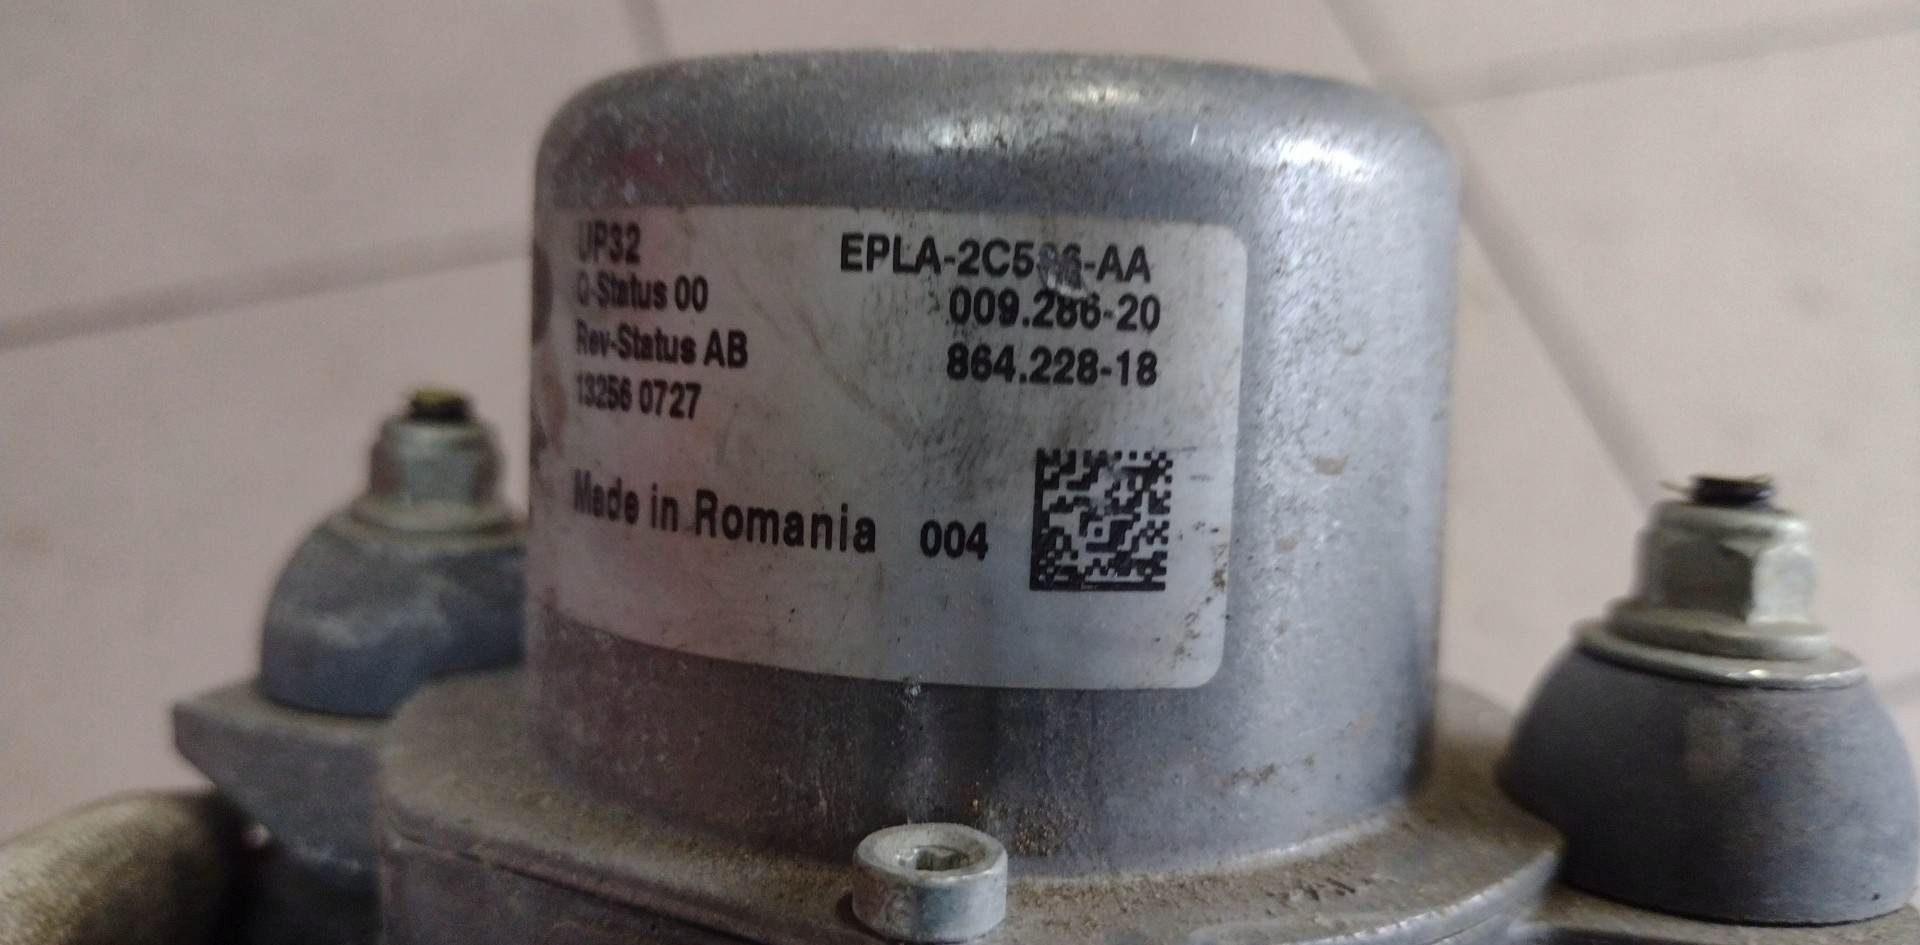 UP32
Q-Status 00
Rev-Status AB
13256 0727
009.286-20
864.228-18
Made in Romania 004